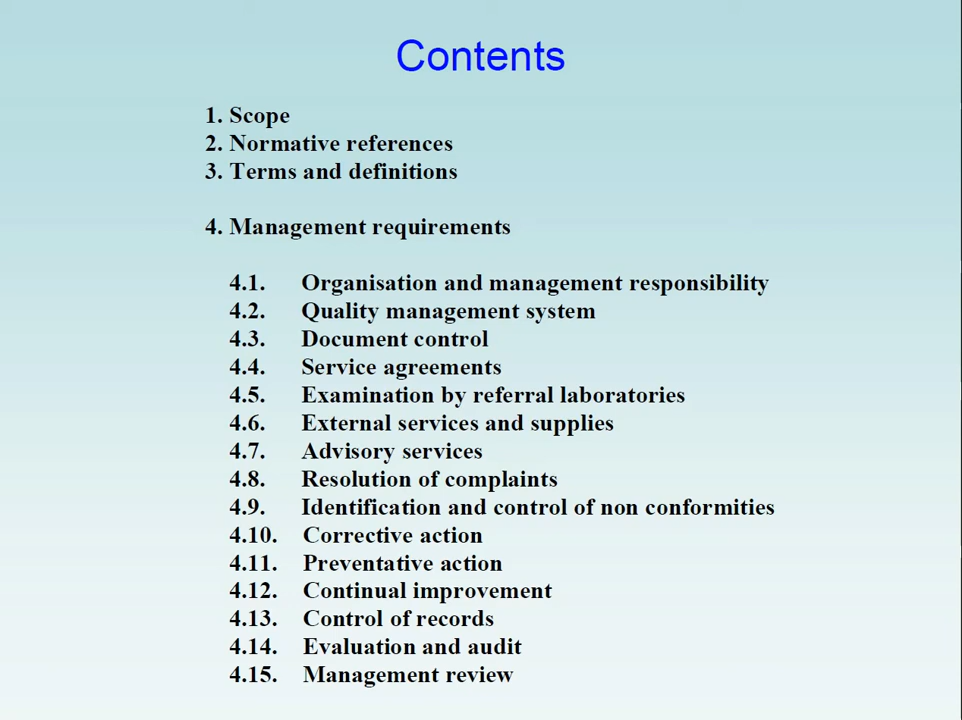 Contents
1. Scope
2. Normative references
3. Terms and definitions
4. Management requirements
4.1. Organisation and management responsibility
4.2. Quality management system
4.3. Document control
4.4. Service agreements
4.5. Examination by referral laboratories
4.6. External services and supplies
4.7. Advisory services
4.8. Resolution of complaints
4.9. Identification and control of non conformities
4.10. Corrective action
4.11. Preventative action
4.12. Continual improvement
4.13. Control of records
4.14. Evaluation and audit
4.15. Management review